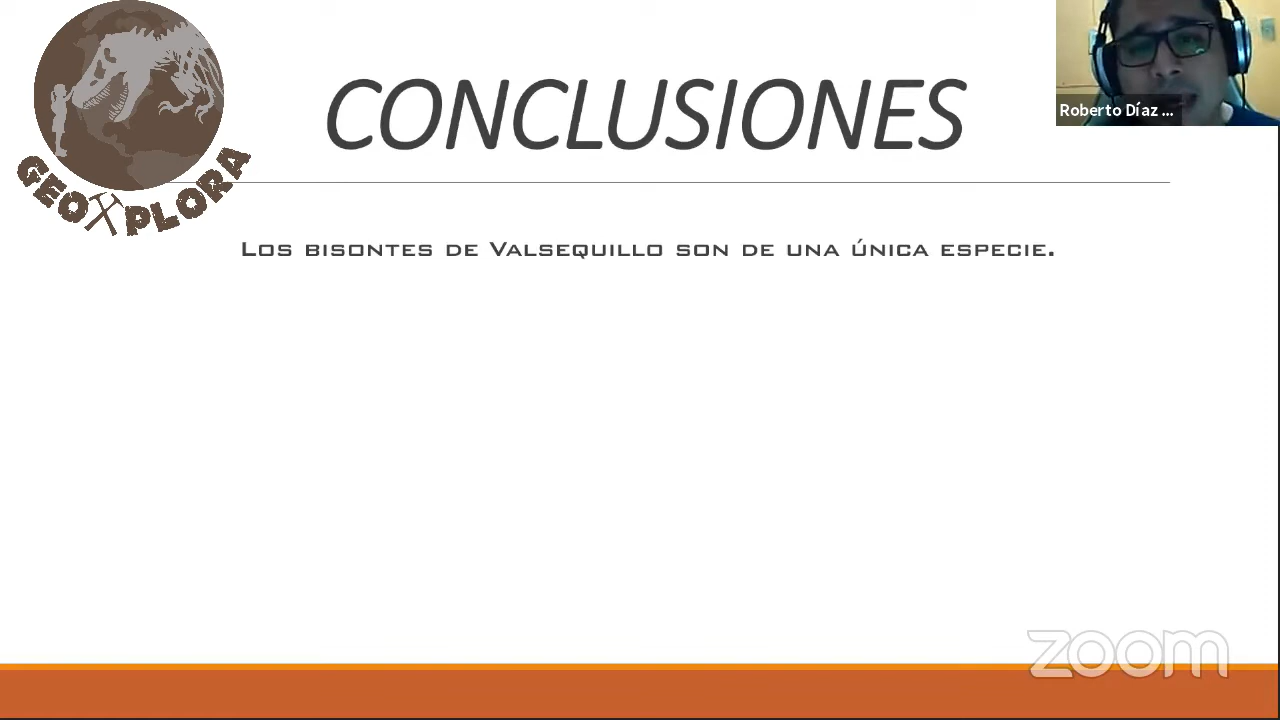 CONCLUSIONES
Roberto Díaz ...
GEOXPLORA
Los bisontes de Valsequillo son de una única especie.
zoom